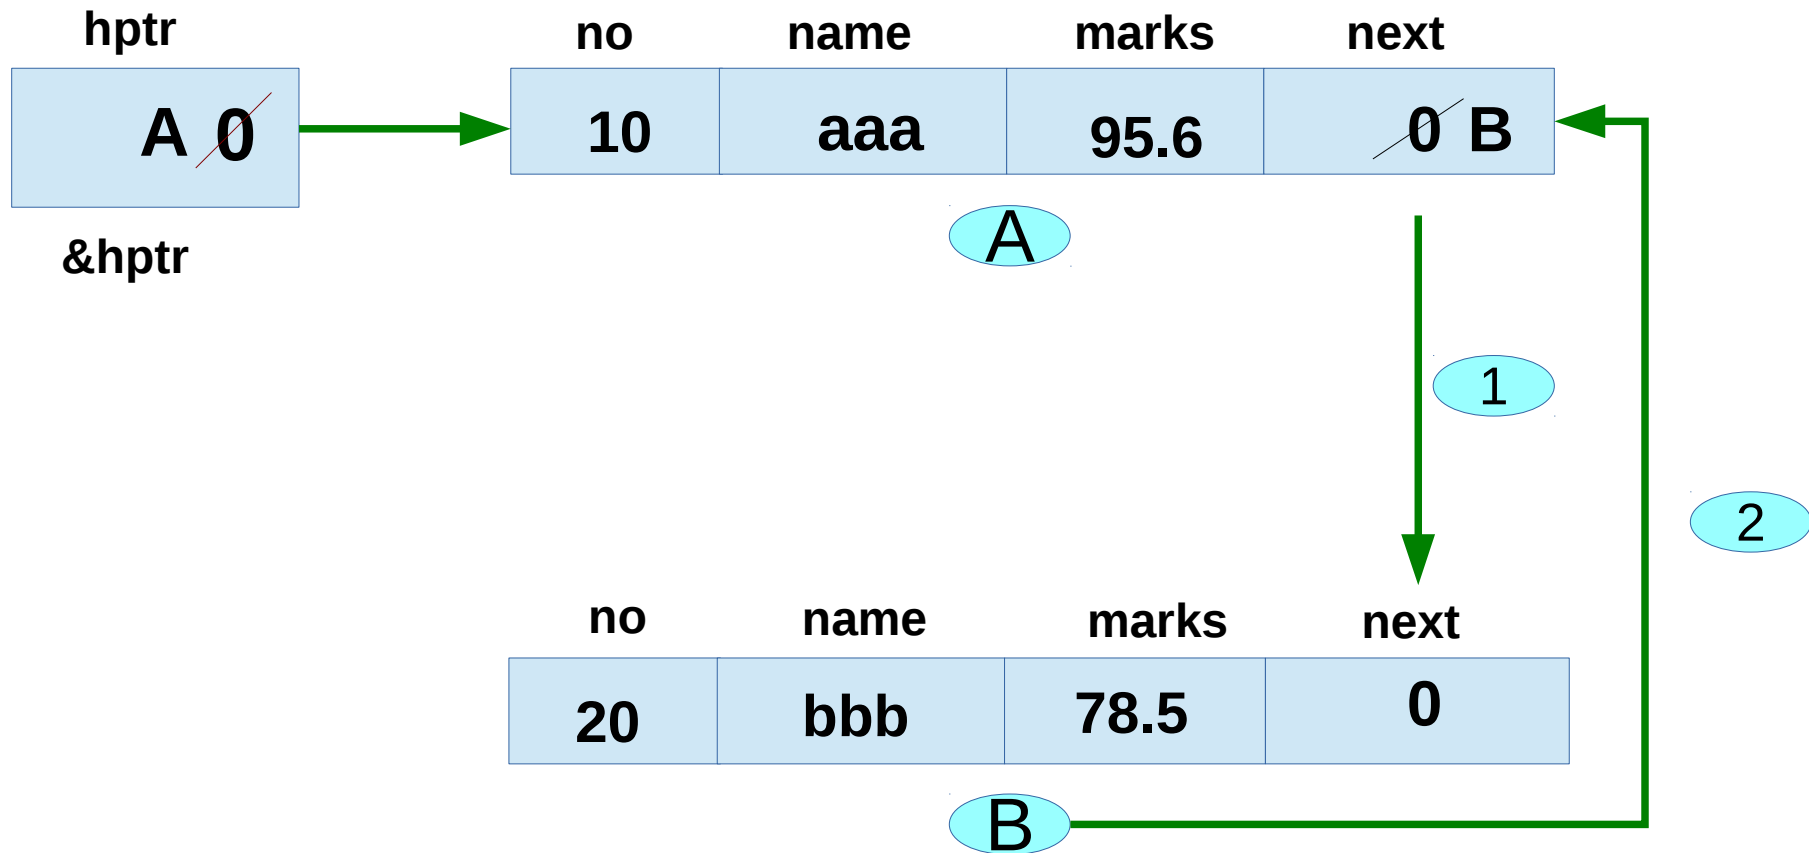 hptr
no name marks next
A 0
10 aaa 95.6 0 B
&hptr
A
1
2
no name marks next
20 bbb 78.5 0
B